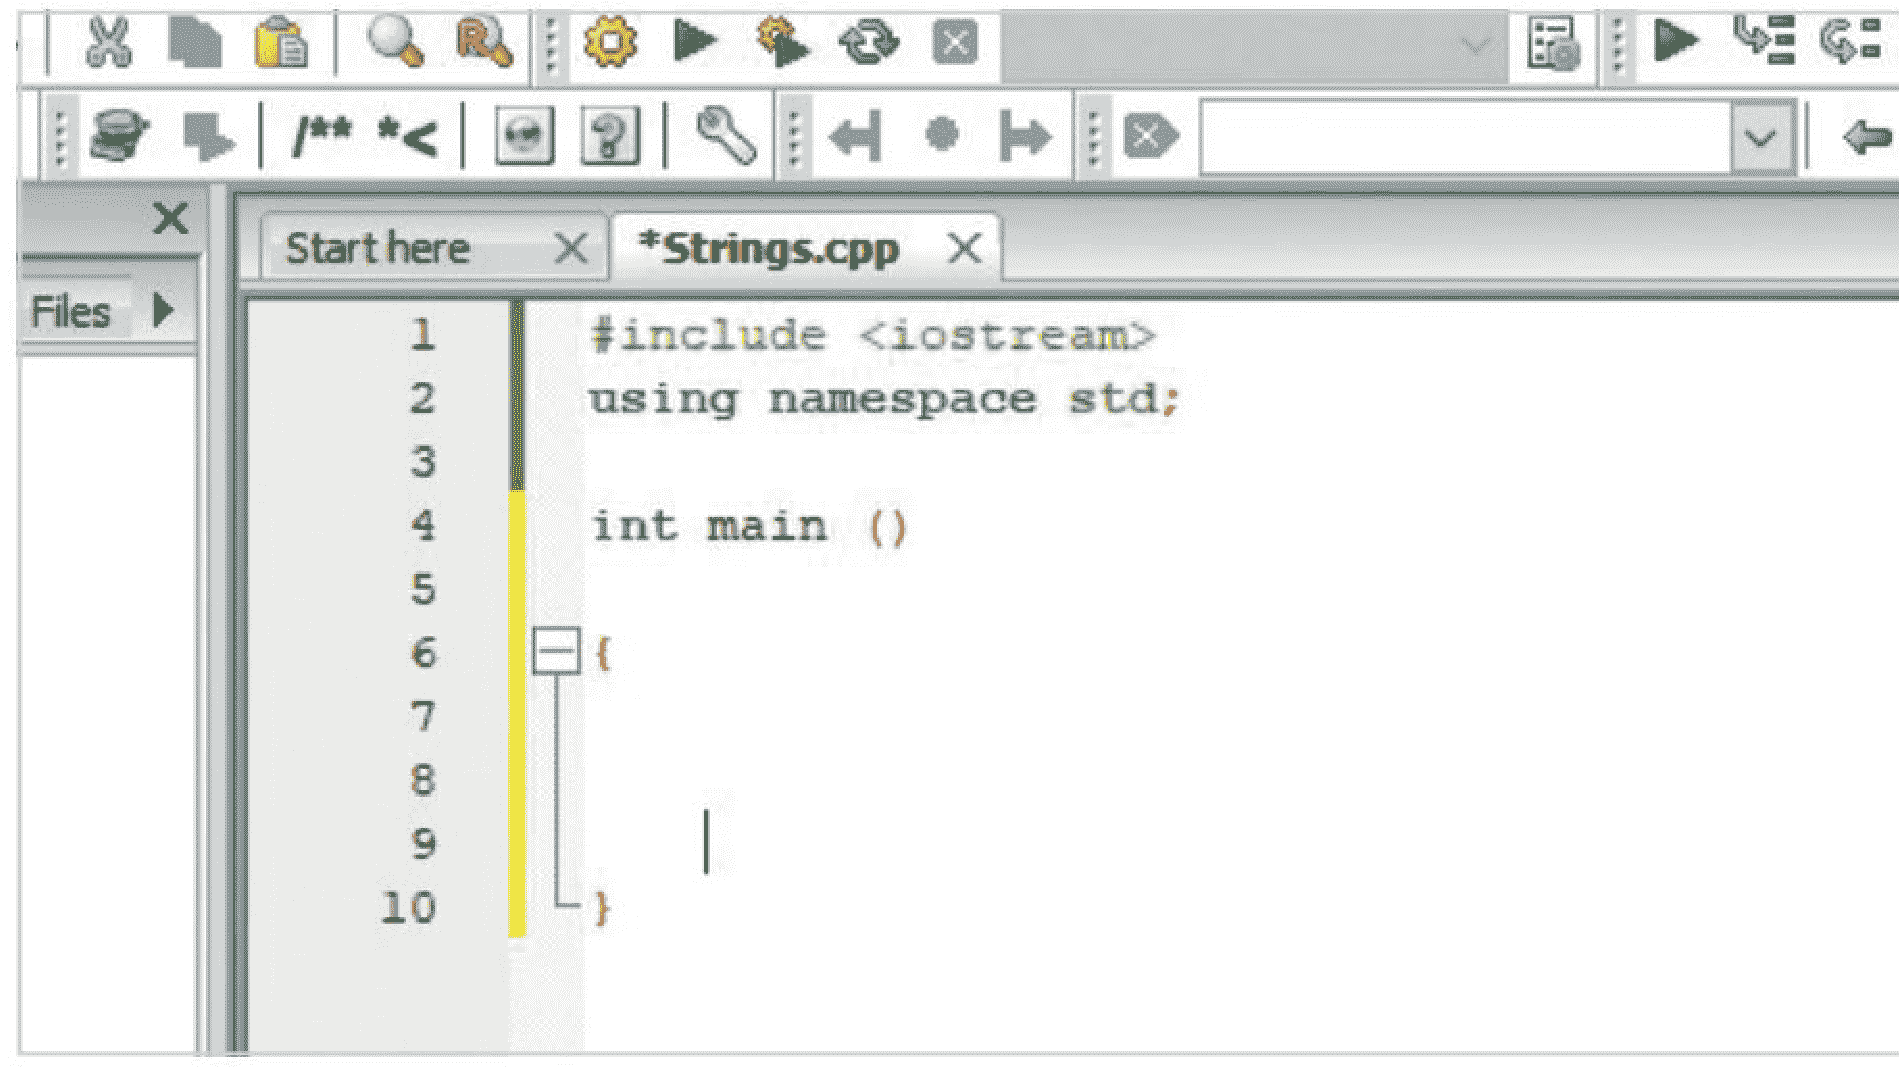 /** *<
Start here *Strings.cpp
Files
1 #include <iostream>
2 using namespace std;
3
4 int main ()
5
6 {
7
8
9
10 }